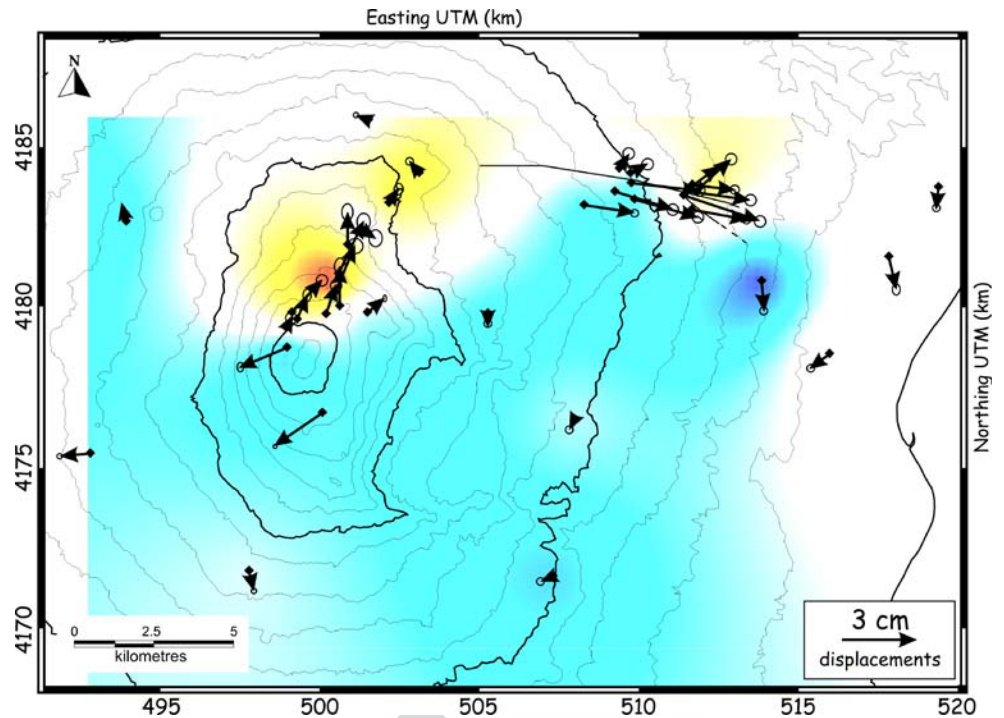 Easting UTM (km)
N
4185
4180
4175
4170
Northing UTM (km)
0 2.5 5
kilometres
3 cm
displacements
495 500 505 510 515 520